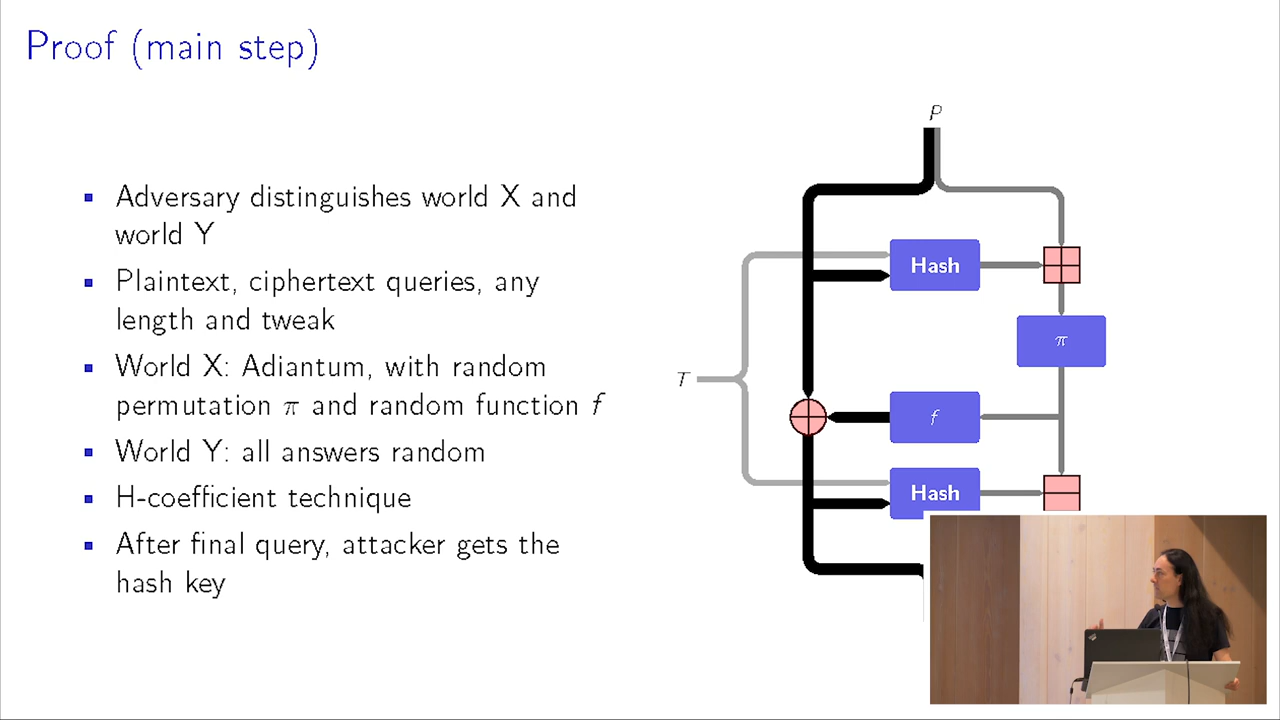 Proof (main step)
Adversary distinguishes world X and
world Y
Plaintext, ciphertext queries, any
length and tweak
World X: Adiantum, with random
permutation π and random function f
World Y: all answers random
H-coefficient technique
After final query, attacker gets the
hash key
P
Hash
π
T
f
Hash